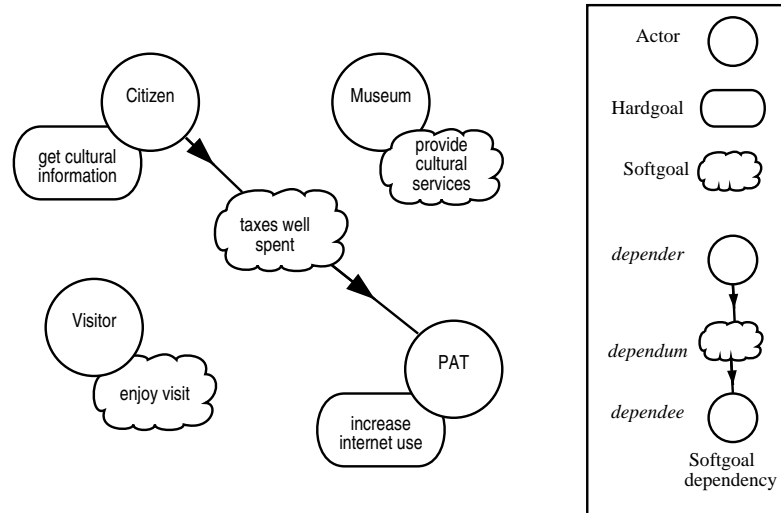 Citizen
get cultural
information
Museum
provide
cultural
services
taxes well
spent
Visitor
enjoy visit
PAT
increase
internet use
Actor
Hardgoal
Softgoal
depender
dependum
dependee
Softgoal
dependency